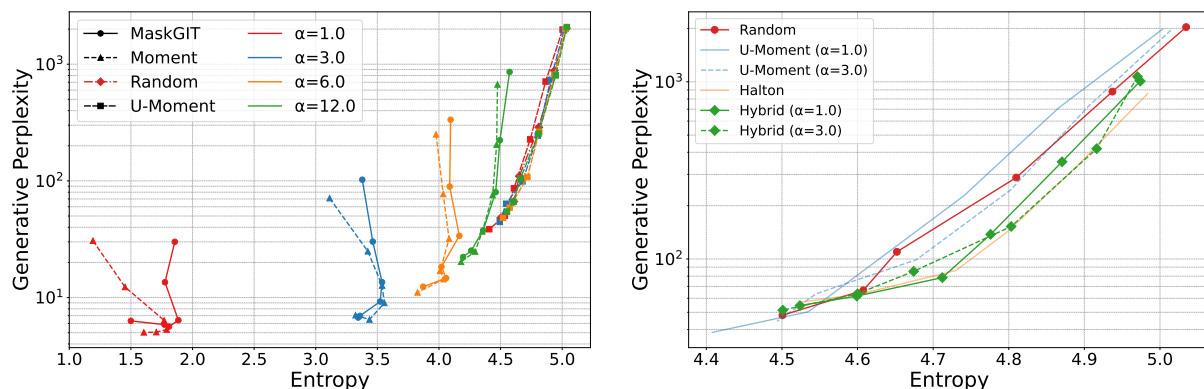 Generative Perplexity
10³
10²
10¹
MaskGIT
Moment
Random
U-Moment
α=1.0
α=3.0
α=6.0
α=12.0
1.0 1.5 2.0 2.5 3.0 3.5 4.0 4.5 5.0
Entropy
Generative Perplexity
10³
10²
Random
U-Moment (α=1.0)
U-Moment (α=3.0)
Halton
Hybrid (α=1.0)
Hybrid (α=3.0)
4.4 4.5 4.6 4.7 4.8 4.9 5.0
Entropy